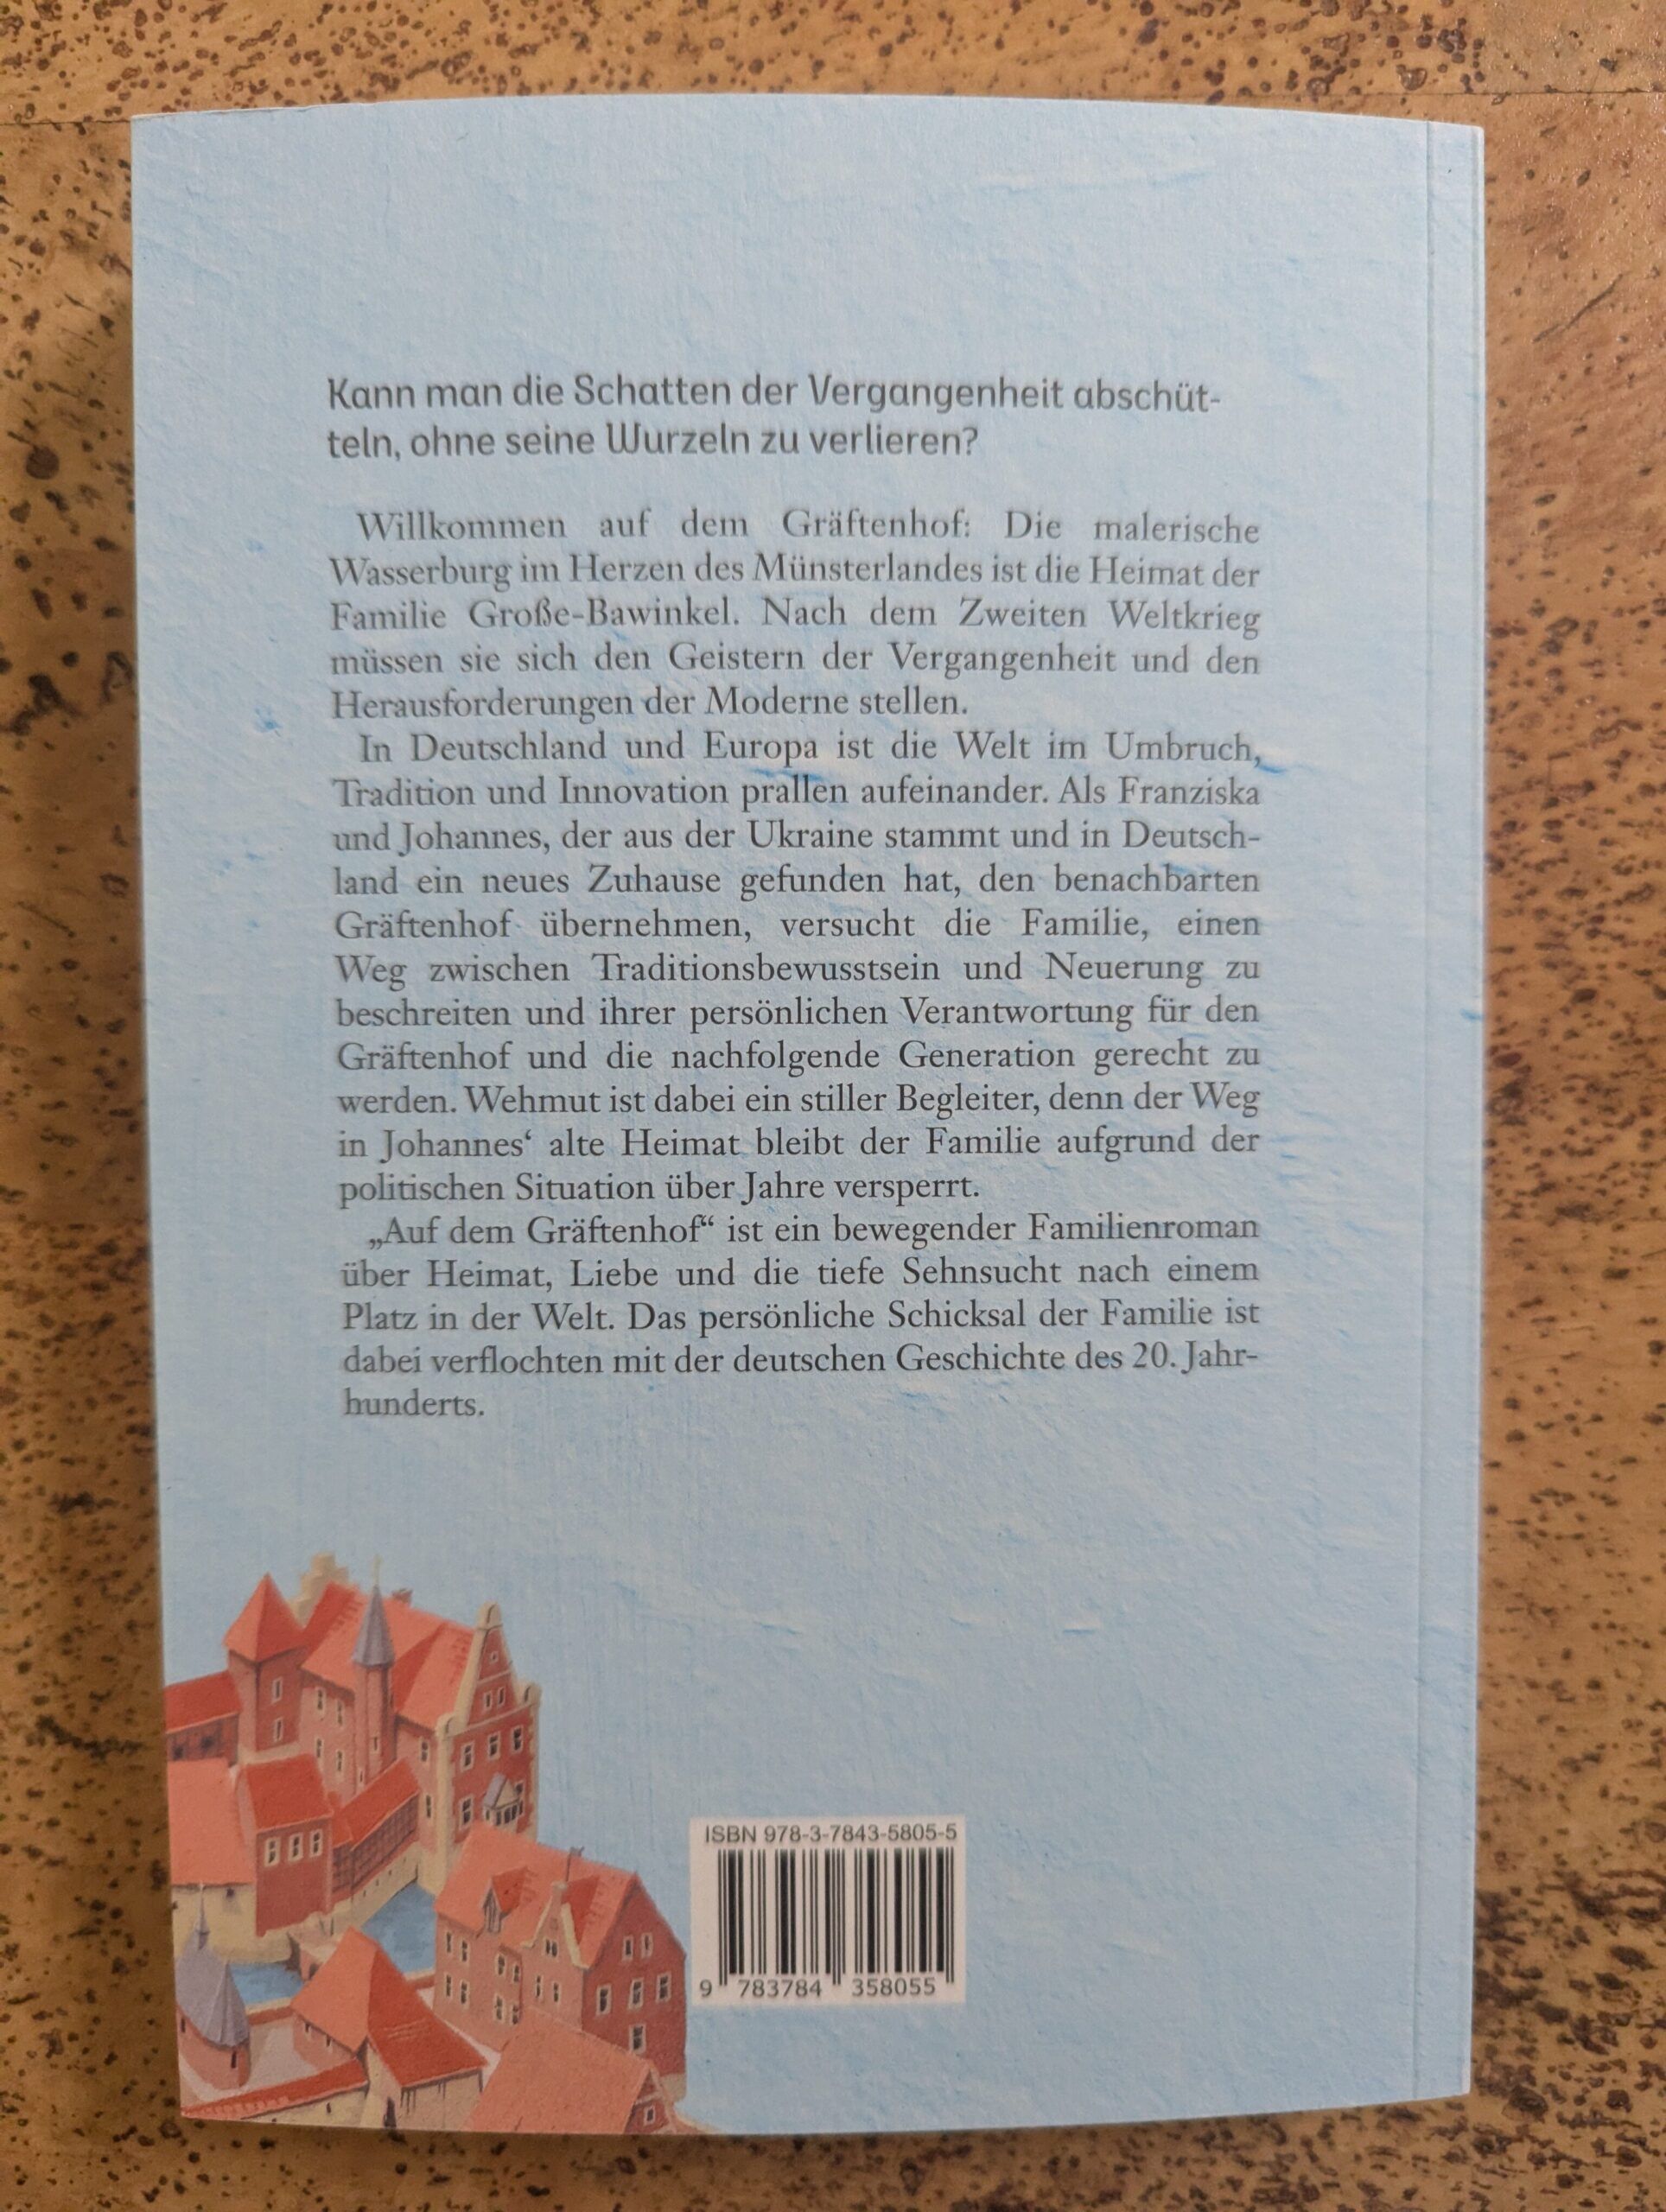 Kann man die Schatten der Vergangenheit abschüt-
teln, ohne seine Wurzeln zu verlieren?
Willkommen auf dem Gräftenhof: Die malerische
Wasserburg im Herzen des Münsterlandes ist die Heimat der
Familie Große-Bawinkel. Nach dem Zweiten Weltkrieg
müssen sie sich den Geistern der Vergangenheit und den
Herausforderungen der Moderne stellen.
In Deutschland und Europa ist die Welt im Umbruch,
Tradition und Innovation prallen aufeinander. Als Franziska
und Johannes, der aus der Ukraine stammt und in Deutsch-
land ein neues Zuhause gefunden hat, den benachbarten
Gräftenhof übernehmen, versucht die Familie, einen
Weg zwischen Traditionsbewusstsein und Neuerung zu
beschreiten und ihrer persönlichen Verantwortung für den
Gräftenhof und die nachfolgende Generation gerecht zu
werden. Wehmut ist dabei ein stiller Begleiter, denn der Weg
in Johannes‘ alte Heimat bleibt der Familie aufgrund der
politischen Situation über Jahre versperrt.
„Auf dem Gräftenhof“ ist ein bewegender Familienroman
über Heimat, Liebe und die tiefe Sehnsucht nach einem
Platz in der Welt. Das persönliche Schicksal der Familie ist
dabei verflochten mit der deutschen Geschichte des 20. Jahr-
hunderts.
ISBN 978-3-7843-5805-5
9 783784 358055